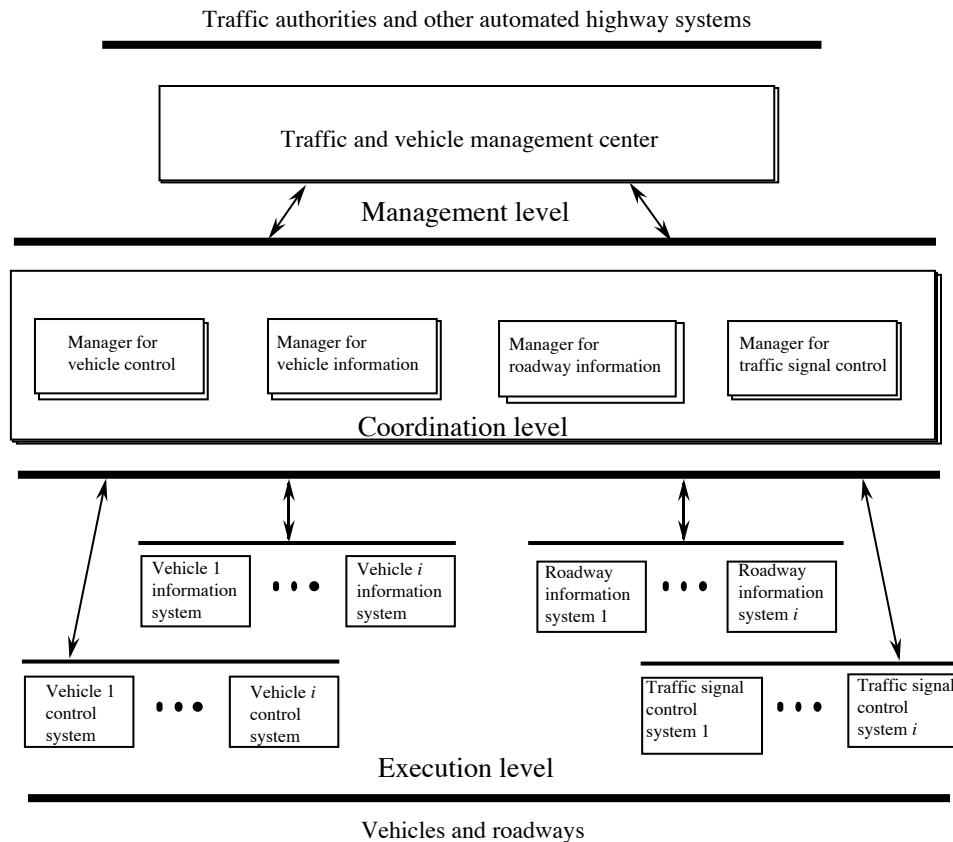 Traffic authorities and other automated highway systems
Traffic and vehicle management center
Management level
Manager for
vehicle control
Manager for
vehicle information
Manager for
roadway information
Manager for
traffic signal control
Coordination level
Vehicle 1
information
system
Vehicle i
information
system
Roadway
information
system 1
Roadway
information
system i
Vehicle 1
control
system
Vehicle i
control
system
Traffic signal
control
system 1
Traffic signal
control
system i
Execution level
Vehicles and roadways